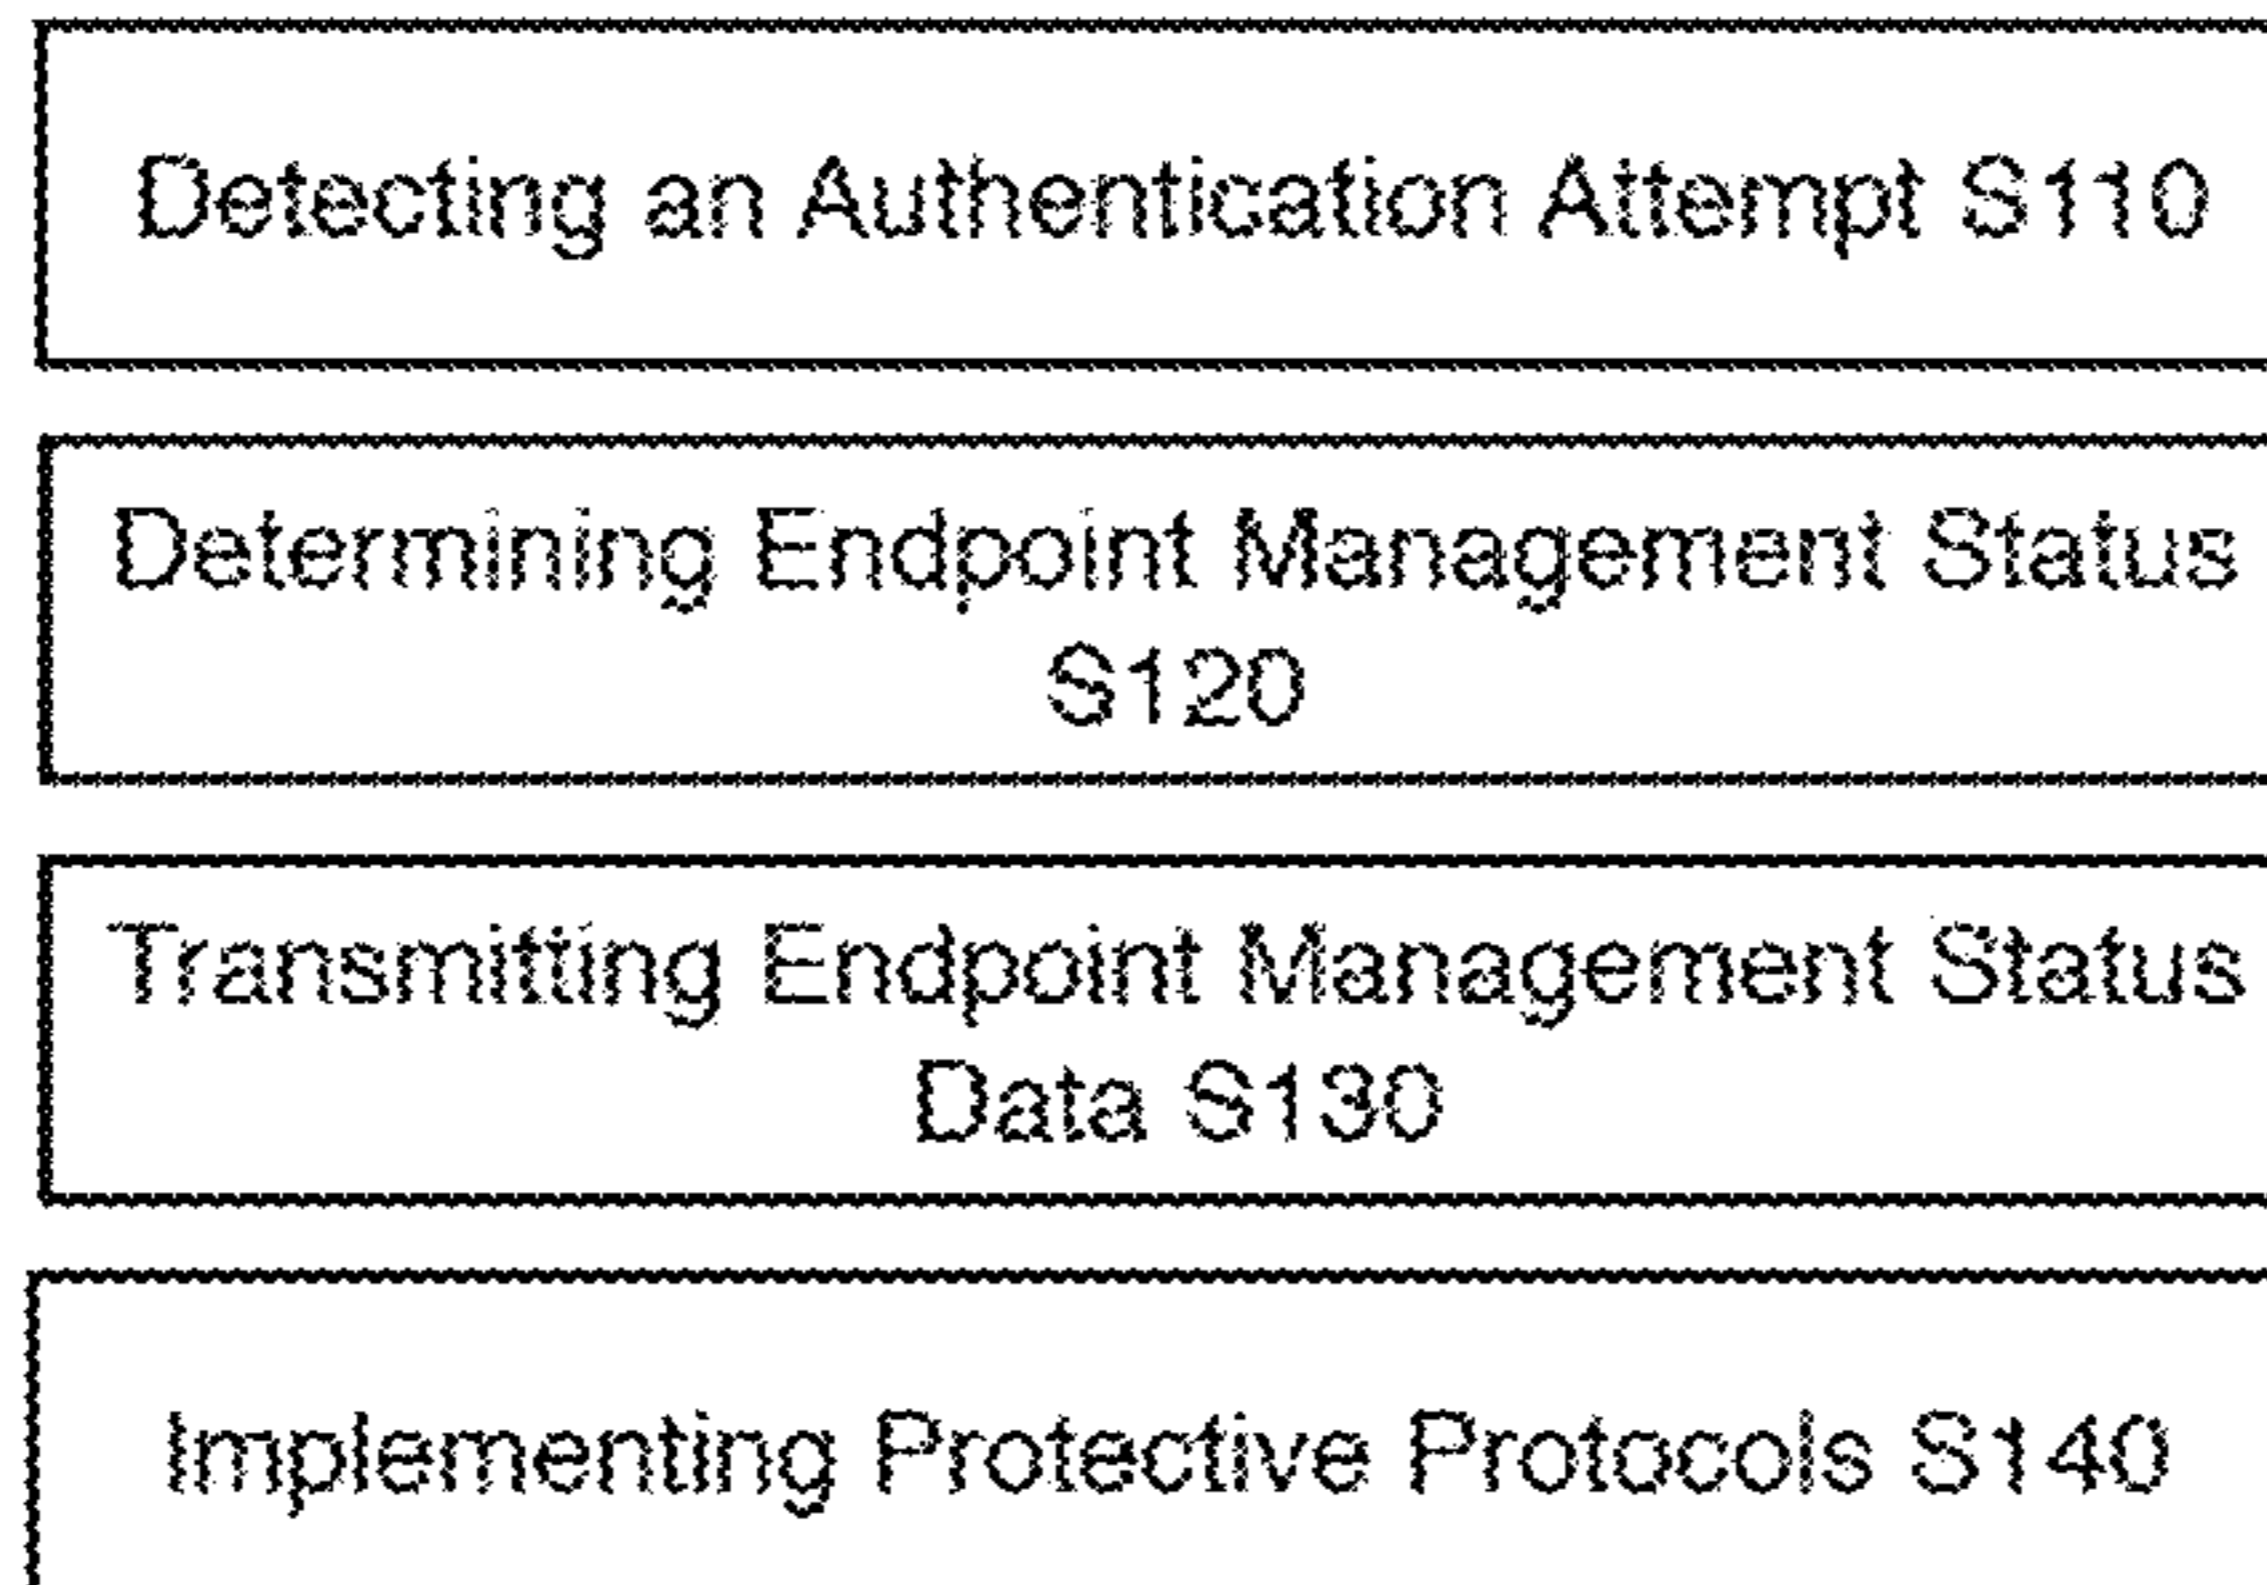 Detecting an Authentication Attempt S110
Determining Endpoint Management Status
S120
Transmitting Endpoint Management Status
Data S130
Implementing Protective Protocols S140